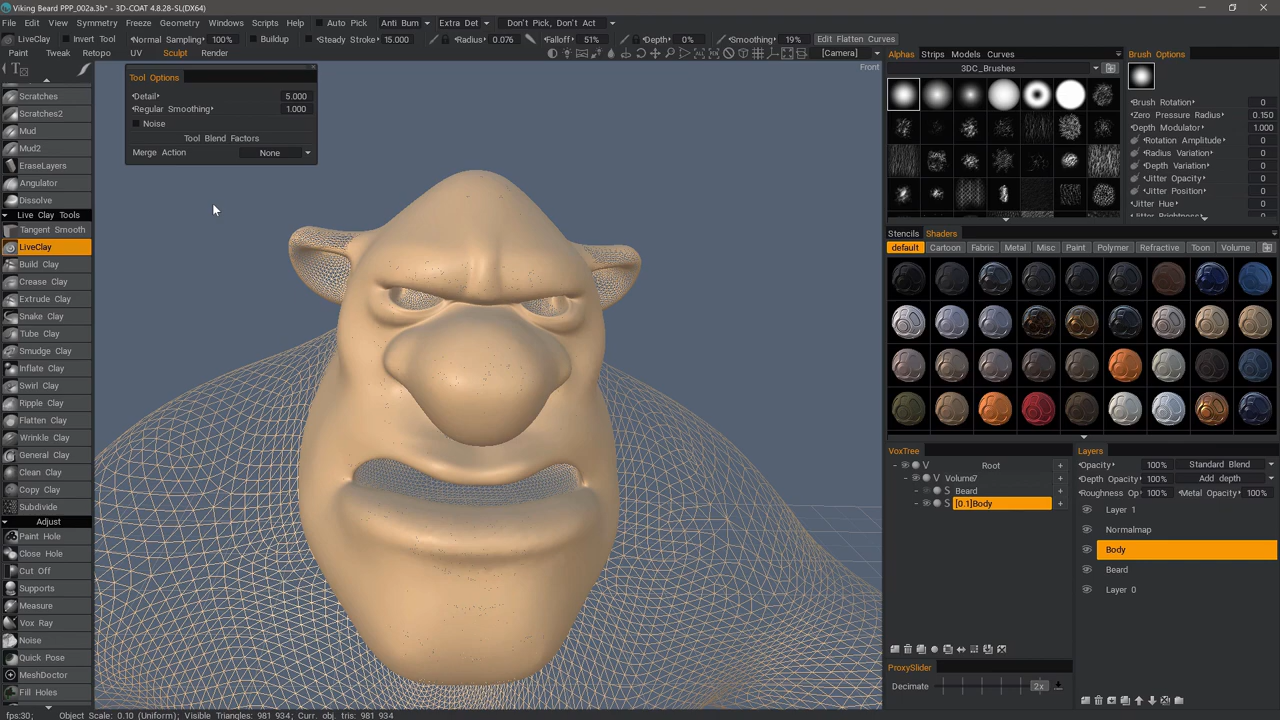 Viking Beard PPP_002a.3b* - 3D-COAT 4.8.28-SL(DX64)
File Edit View Symmetry Freeze Geometry Windows Scripts Help Auto Pick Anti Bum Extra Det Don't Pick, Don't Act
LiveClay Invert Tool Normal Sampling 100% Buildup Steady Stroke 15.000 Radius 0.076 Falloff 51% Depth 0% Smoothing 19% Edit Flatten Curves
Paint Tweak Retopo UV Sculpt Render [Camera]
Front
Tool Options
Detail 5.000
Regular Smoothing 1.000
Noise
Tool Blend Factors
Merge Action None
Scratches
Scratches2
Mud
Mud2
EraseLayers
Angulator
Dissolve
Live Clay Tools
Tangent Smooth
LiveClay
Build Clay
Crease Clay
Extrude Clay
Snake Clay
Tube Clay
Smudge Clay
Inflate Clay
Swirl Clay
Ripple Clay
Flatten Clay
Wrinkle Clay
General Clay
Clean Clay
Copy Clay
Subdivide
Adjust
Paint Hole
Close Hole
Cut Off
Supports
Measure
Vox Ray
Noise
Quick Pose
MeshDoctor
Fill Holes
Alphas Strips Models Curves
3DC_Brushes
Brush Options
Brush Rotation: 0
Zero Pressure Radius: 0.150
Depth Modulator: 1.000
Rotation Amplitude 0
Radius Variation 0
Depth Variation 0
Jitter Opacity 0
Jitter Position 0
Jitter Hue: 0
Jitter Brightness: 0
Stencils Shaders
default Cartoon Fabric Metal Misc Paint Polymer Refractive Toon Volume
VoxTree
V Root +
V Volume7 +
S Beard +
S [0.1]Body +
Layers
Opacity 100% Standard Blend
Depth Opacity 100% Add depth
Roughness Op 100% Metal Opacity 100%
Layer 1
Normalmap
Body
Beard
Layer 0
ProxySlider
Decimate 2x
fps:30; Object Scale: 0.10 (Uniform); Visible Triangles: 981 934; Curr. obj. tris: 981 934;